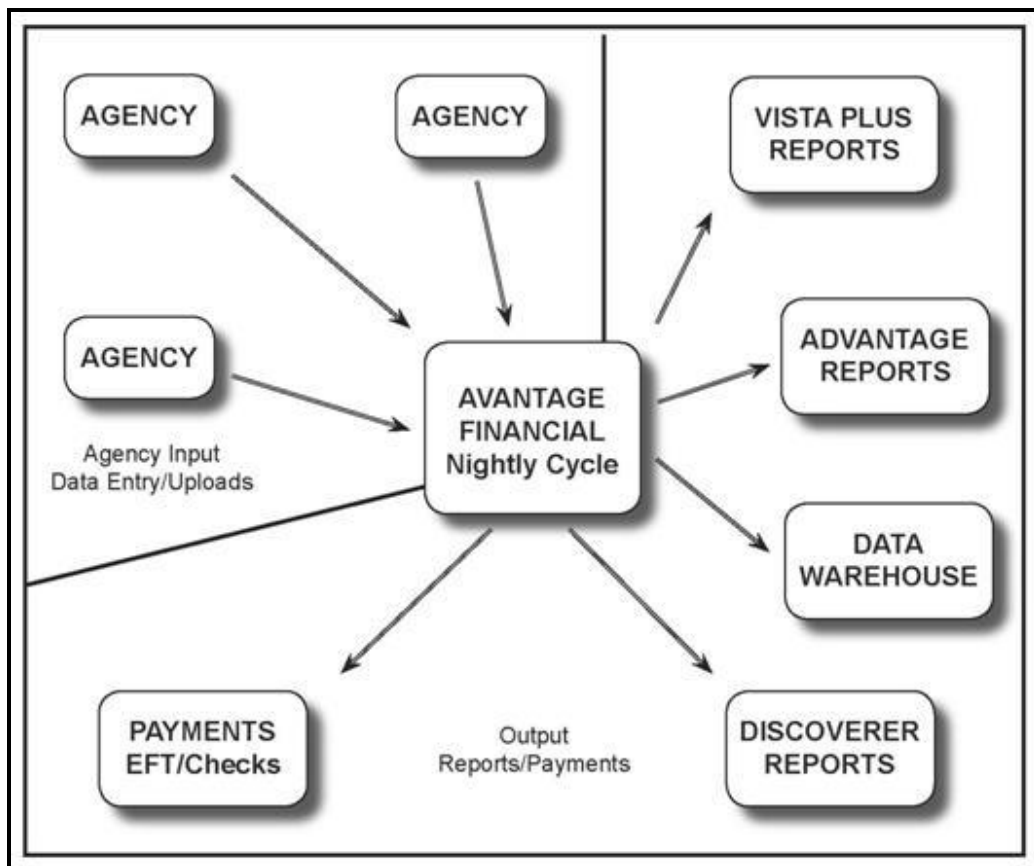 AGENCY
AGENCY
VISTA PLUS
REPORTS
AGENCY
Agency Input
Data Entry/Uploads
AVANTAGE
FINANCIAL
Nightly Cycle
ADVANTAGE
REPORTS
DATA
WAREHOUSE
PAYMENTS
EFT/Checks
Output
Reports/Payments
DISCOVERER
REPORTS